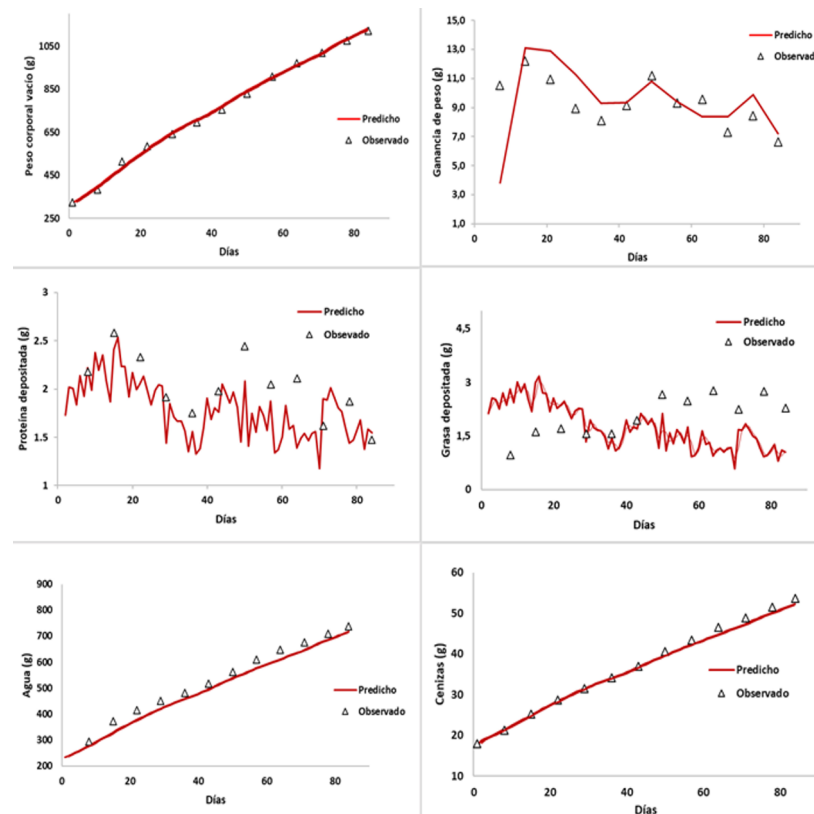 Peso corporal vacío (g)
1050
850
650
450
250
0 20 40 60 80
Días
Predicho
Observado
Ganancia de peso (g)
15,0
13,0
11,0
9,0
7,0
5,0
3,0
1,0
0 20 40 60 80
Días
Predicho
Observado
Proteína depositada (g)
3
2.5
2
1.5
1
0 20 40 60 80
Días
Predicho
Obsevado
Grasa depositada (g)
4,5
3
1,5
0
0 20 40 60 80
Días
Predicho
Observado
Agua (g)
900
800
700
600
500
400
300
200
0 20 40 60 80
Días
Predicho
Observado
Cenizas (g)
60
50
40
30
20
10
0 20 40 60 80
Días
Predicho
Observado